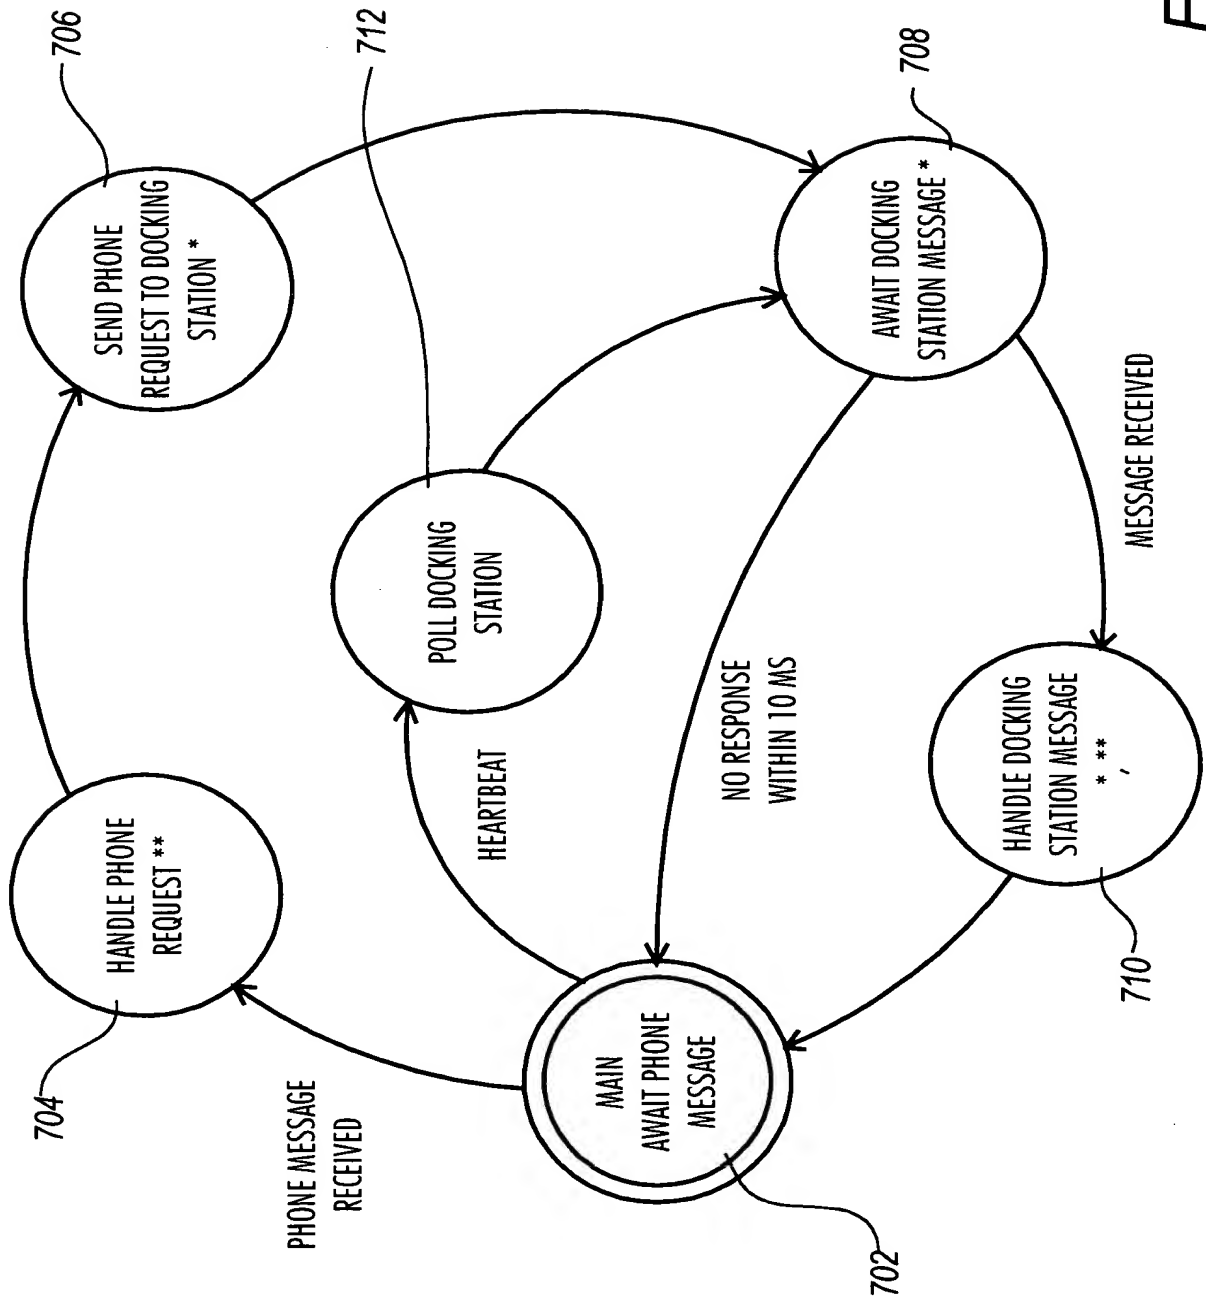 704
706
HANDLE PHONE
REQUEST **
SEND PHONE
REQUEST TO DOCKING
STATION *
PHONE MESSAGE
RECEIVED
712
POLL DOCKING
STATION
HEARTBEAT
MAIN
AWAIT PHONE
MESSAGE
NO RESPONSE
WITHIN 10 MS
702
AWAIT DOCKING
STATION MESSAGE *
708
HANDLE DOCKING
STATION MESSAGE
* , **
MESSAGE RECEIVED
710